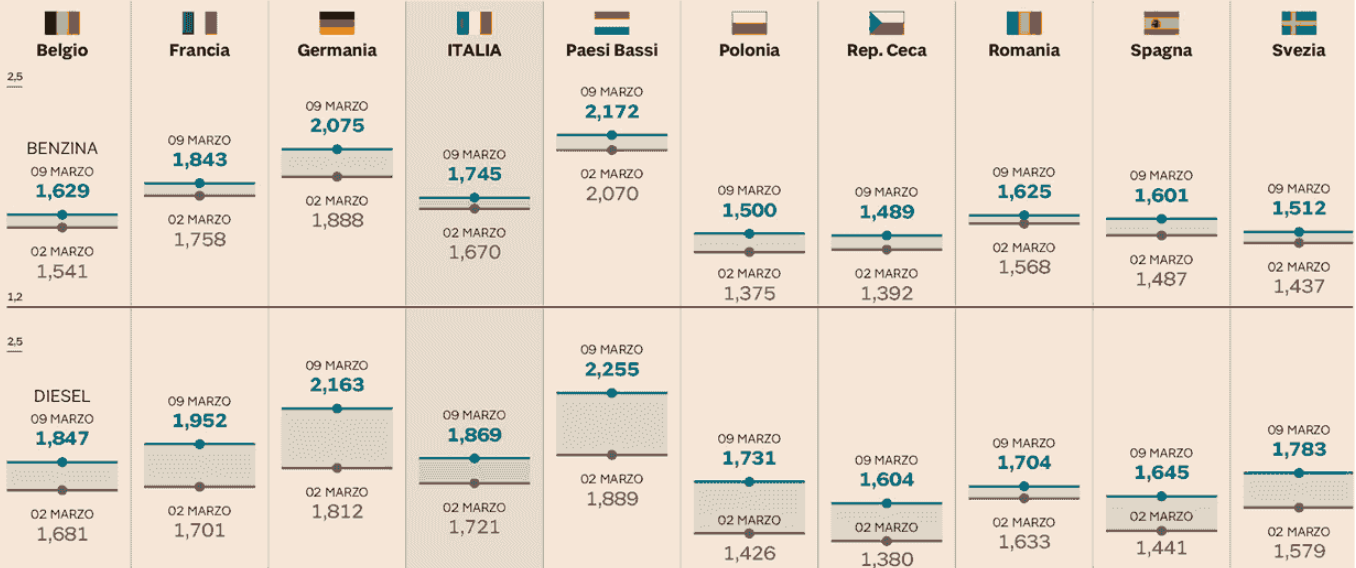 Belgio
Francia
Germania
ITALIA
Paesi Bassi
Polonia
Rep. Ceca
Romania
Spagna
Svezia
2,5
BENZINA
09 MARZO
1,629
02 MARZO
1,541
09 MARZO
1,843
02 MARZO
1,758
09 MARZO
2,075
02 MARZO
1,888
09 MARZO
1,745
02 MARZO
1,670
09 MARZO
2,172
02 MARZO
2,070
09 MARZO
1,500
02 MARZO
1,375
09 MARZO
1,489
02 MARZO
1,392
09 MARZO
1,625
02 MARZO
1,568
09 MARZO
1,601
02 MARZO
1,487
09 MARZO
1,512
02 MARZO
1,437
1,2
2,5
DIESEL
09 MARZO
1,847
02 MARZO
1,681
09 MARZO
1,952
02 MARZO
1,701
09 MARZO
2,163
02 MARZO
1,812
09 MARZO
1,869
02 MARZO
1,721
09 MARZO
2,255
02 MARZO
1,889
09 MARZO
1,731
02 MARZO
1,426
09 MARZO
1,604
02 MARZO
1,380
09 MARZO
1,704
02 MARZO
1,633
09 MARZO
1,645
02 MARZO
1,441
09 MARZO
1,783
02 MARZO
1,579